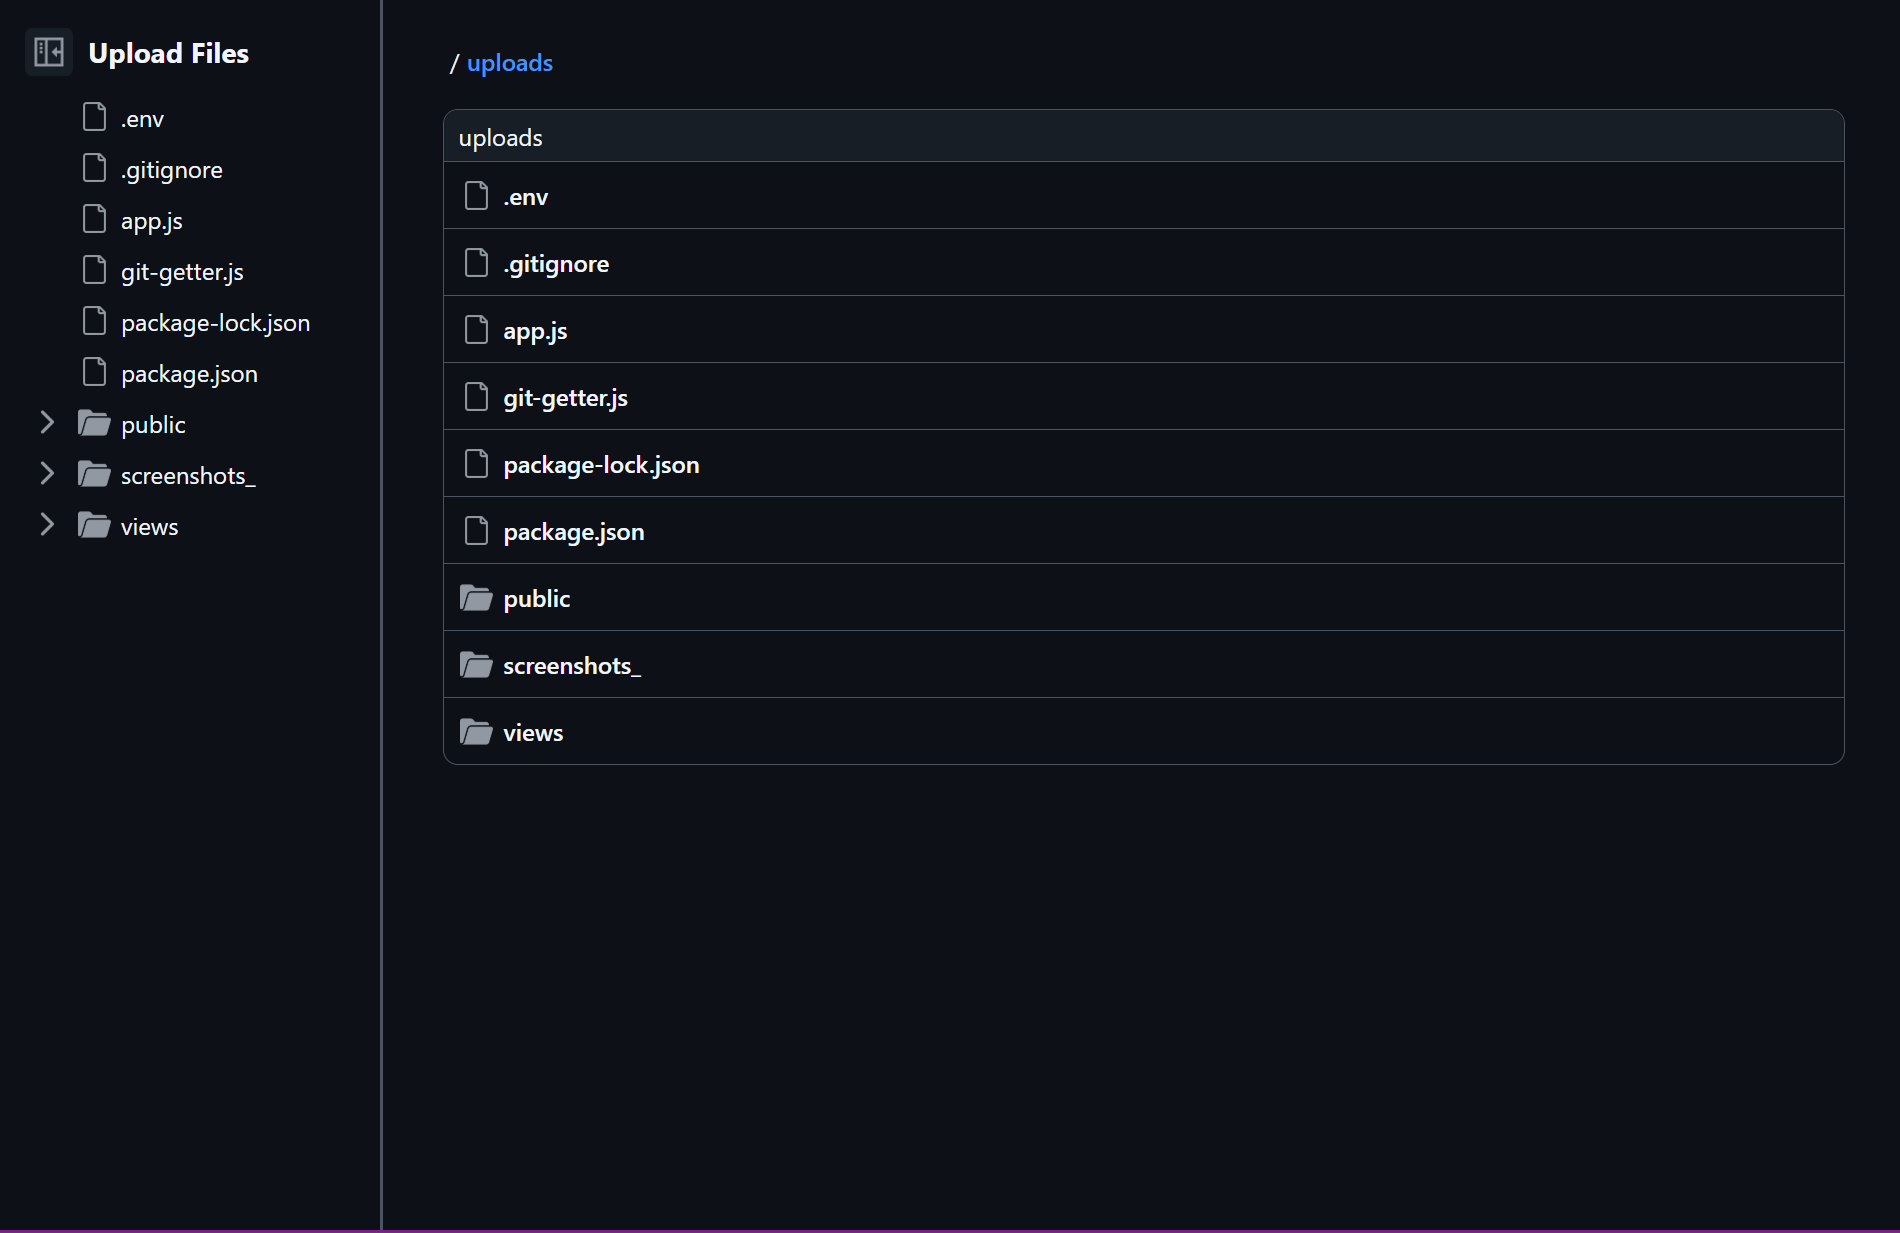 Upload Files
.env
.gitignore
app.js
git-getter.js
package-lock.json
package.json
public
screenshots_
views
/ uploads
uploads
.env
.gitignore
app.js
git-getter.js
package-lock.json
package.json
public
screenshots_
views